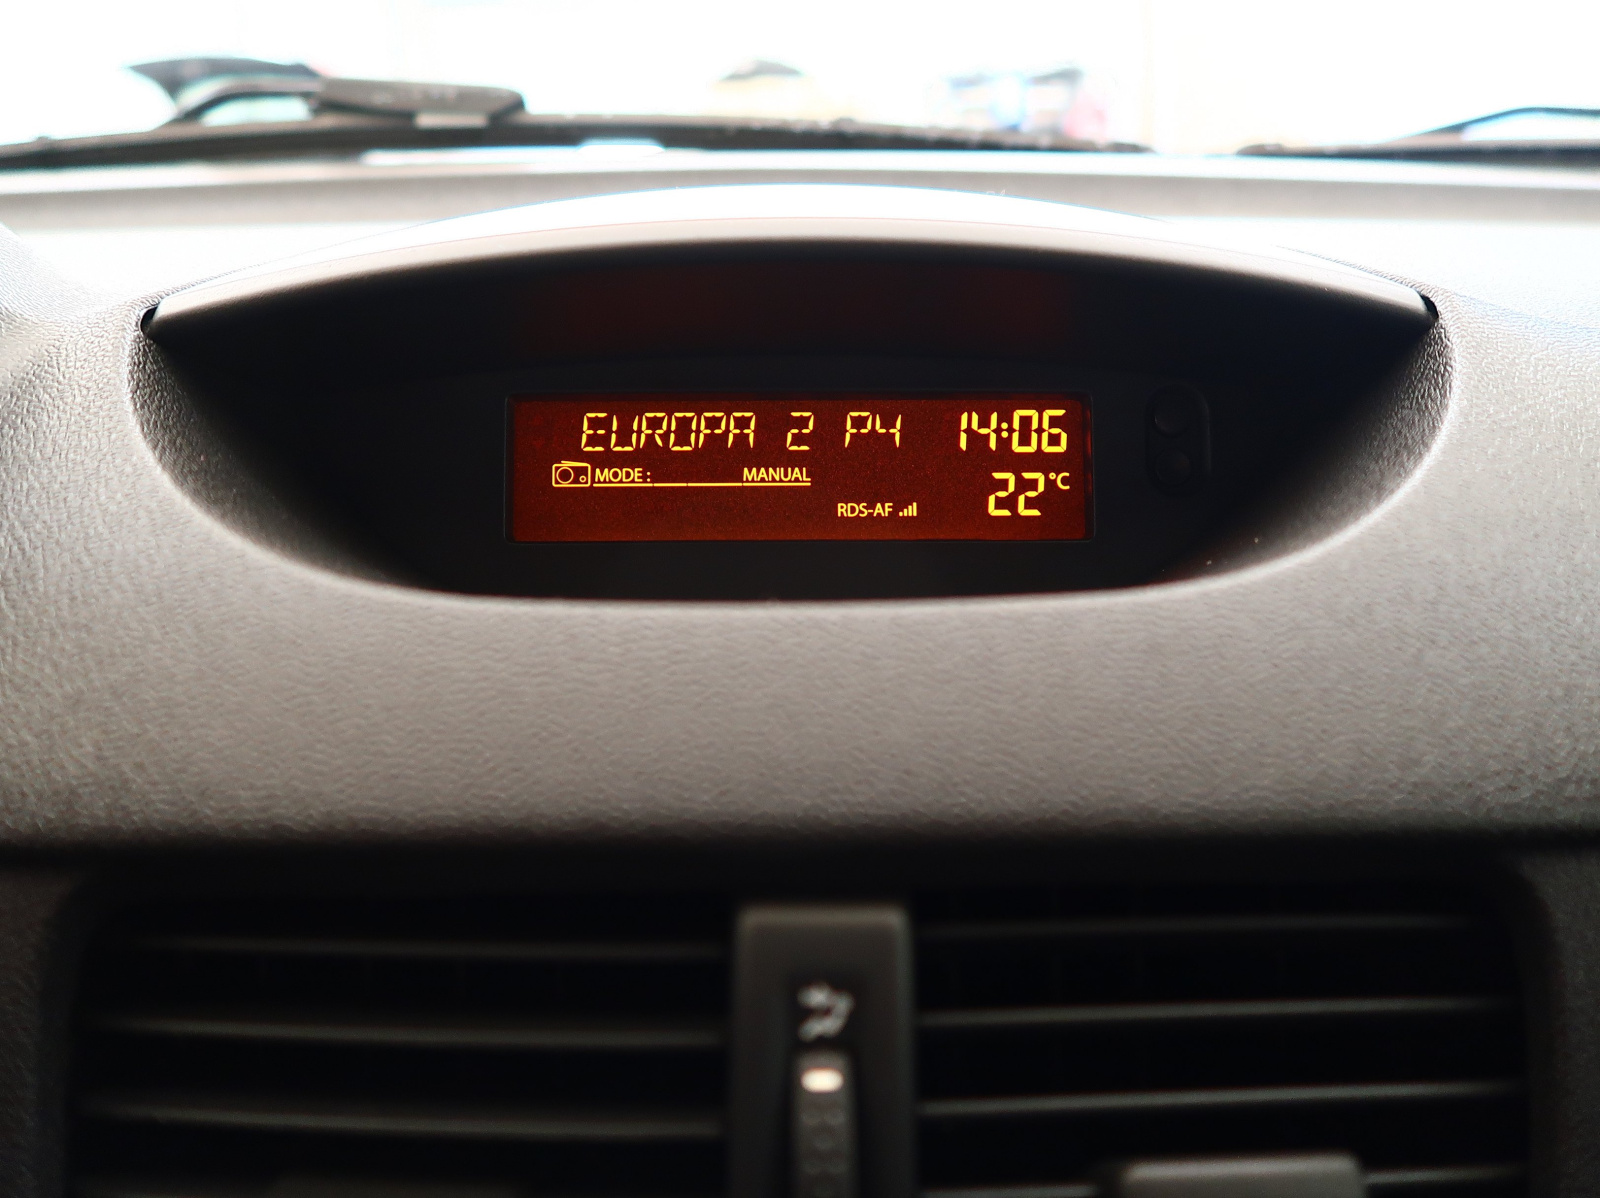 EUROPA 2 P4 14:06
MODE: MANUAL
22°C
RDS-AF